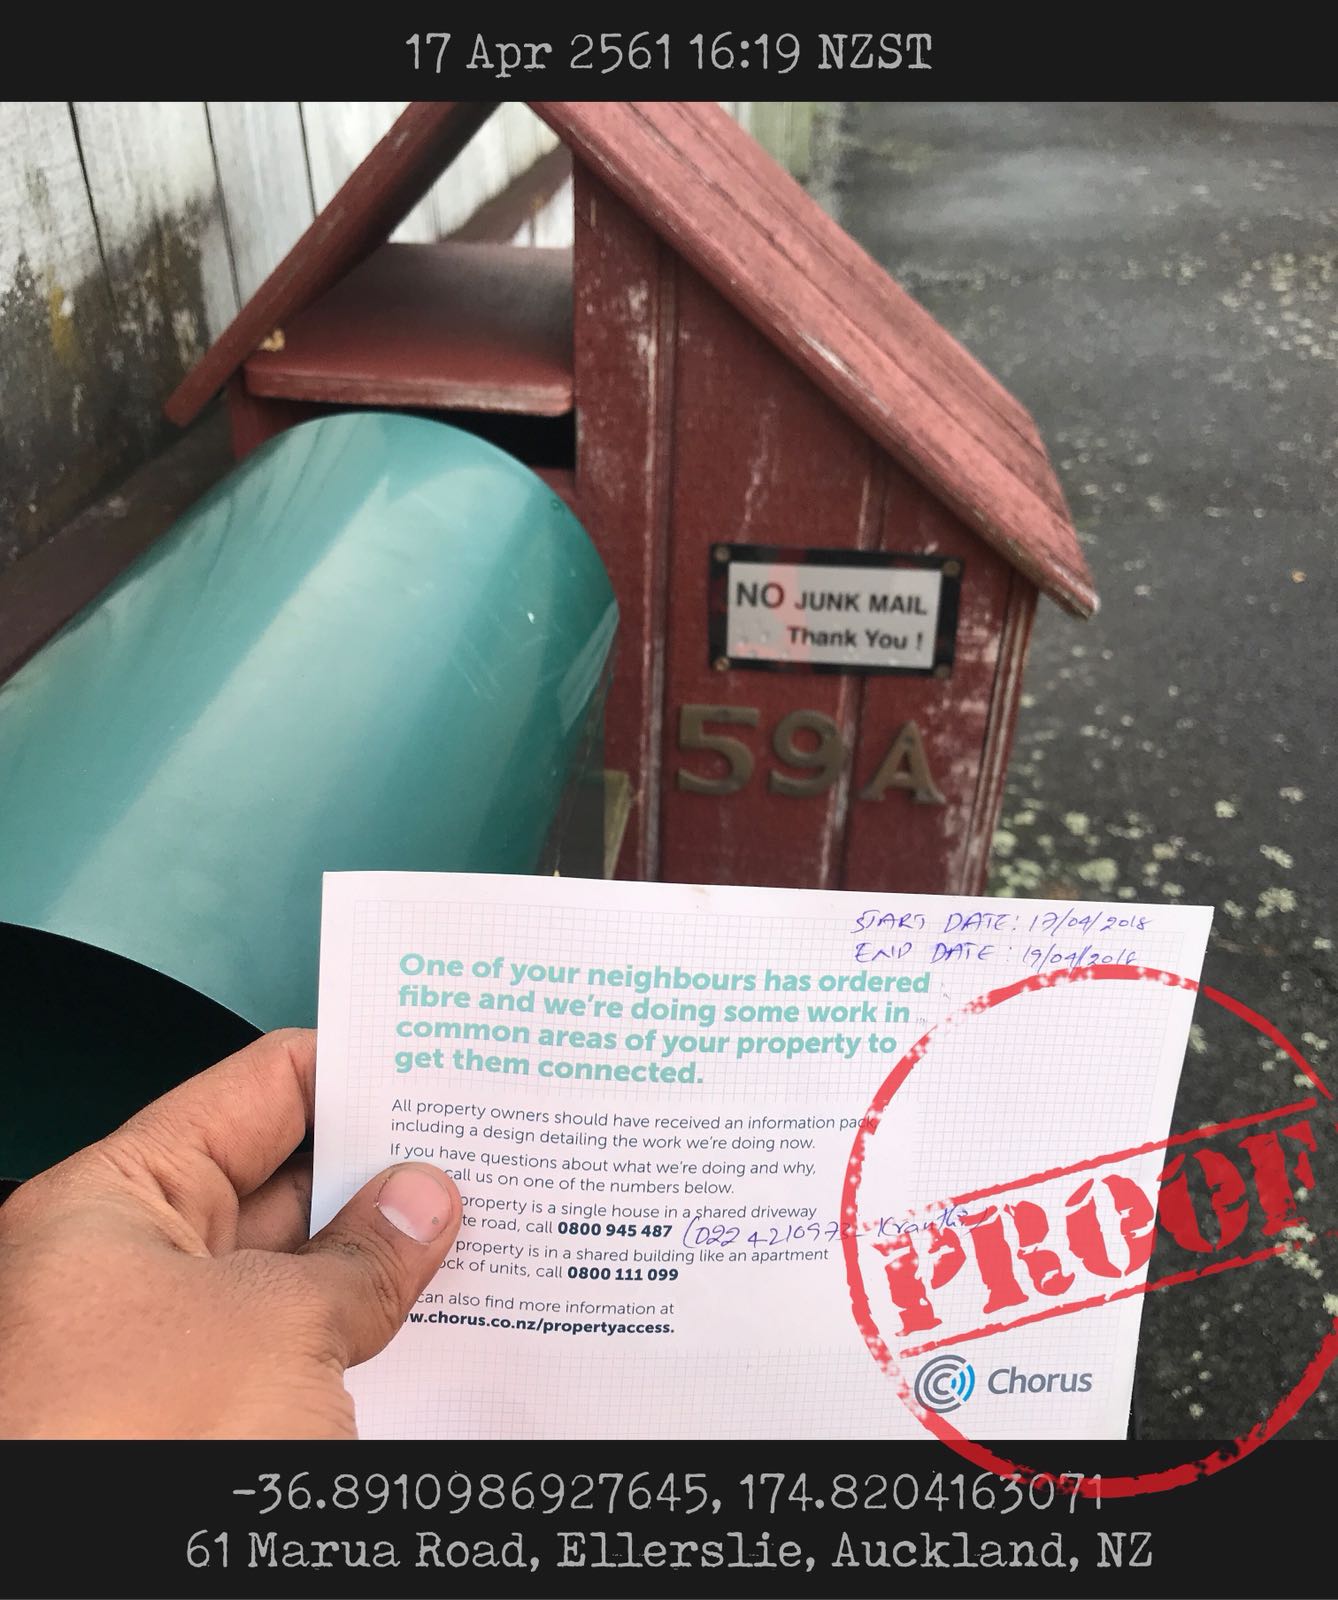 17 Apr 2561 16:19 NZST
NO JUNK MAIL
Thank You !
59A
START DATE: 17/04/2018
END DATE : 19/04/2018
One of your neighbours has ordered
fibre and we're doing some work in
common areas of your property to
get them connected.
All property owners should have received an information pack
including a design detailing the work we're doing now.
If you have questions about what we're doing and why,
call us on one of the numbers below.
property is a single house in a shared driveway
te road, call 0800 945 487 (022 4210973 - Kranthi)
property is in a shared building like an apartment
ock of units, call 0800 111 099
can also find more information at
w.chorus.co.nz/propertyaccess.
PROOF
Chorus
-36.8910986927645, 174.8204163071
61 Marua Road, Ellerslie, Auckland, NZ